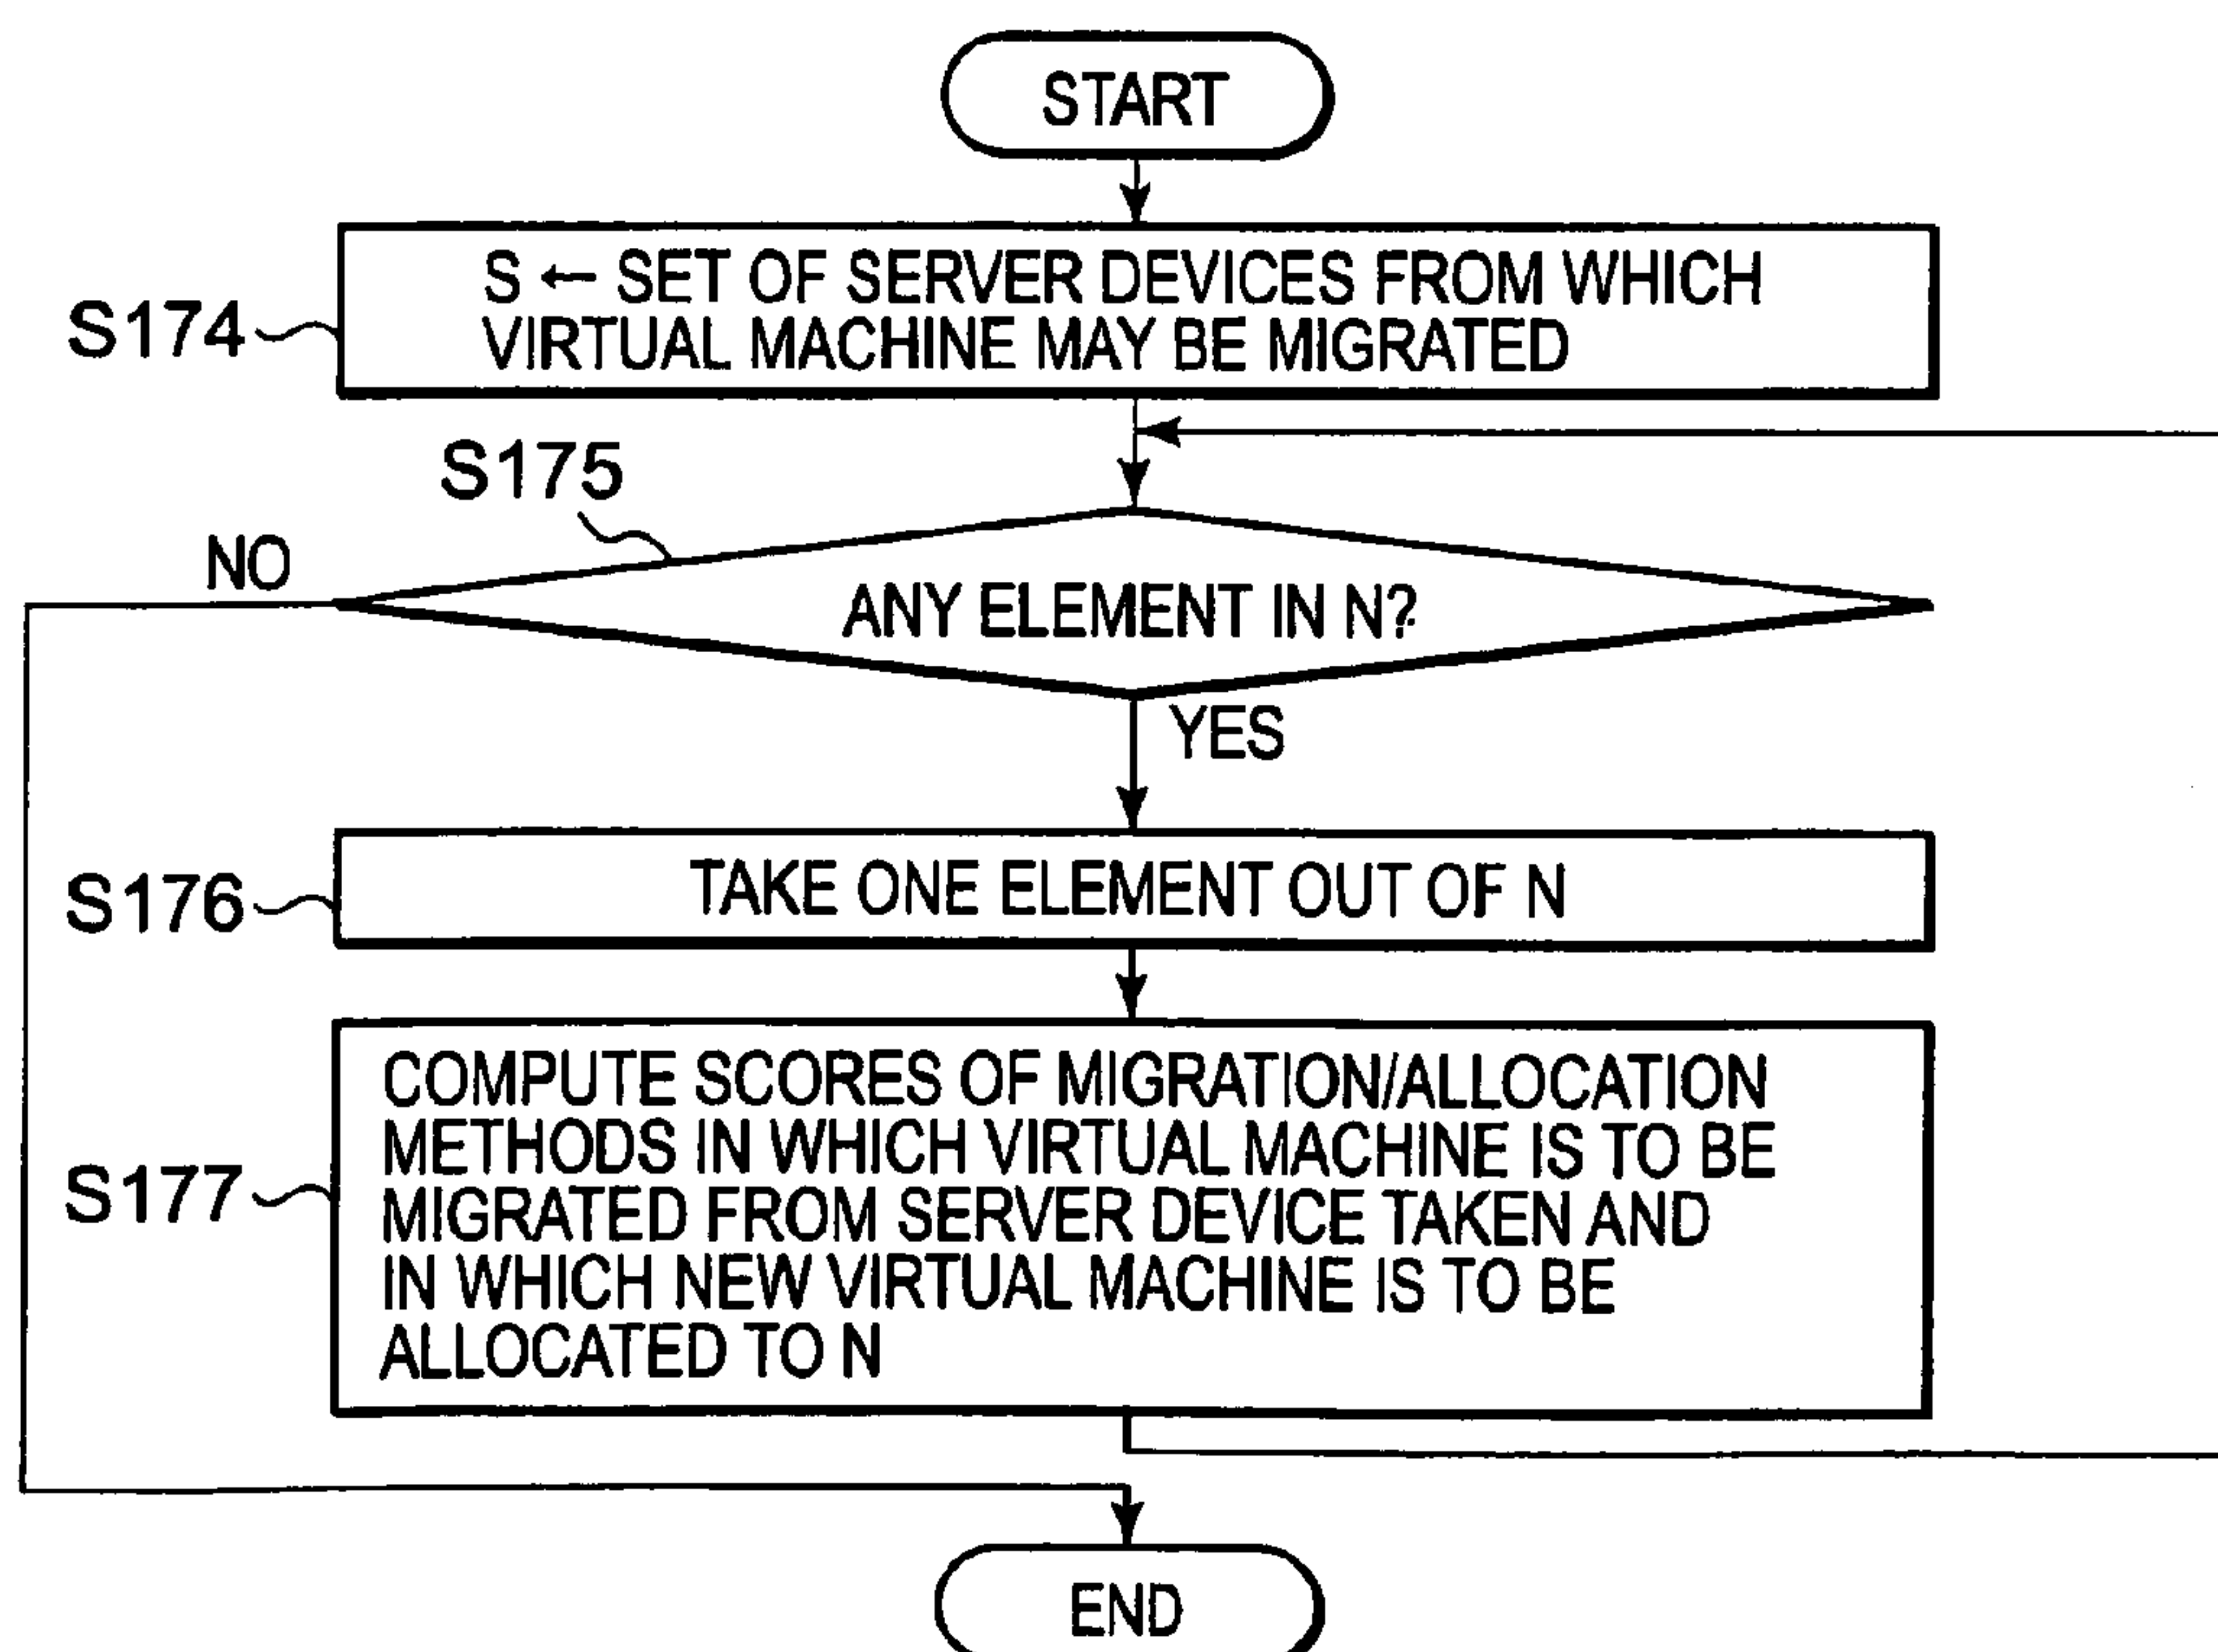 START
S174
S ← SET OF SERVER DEVICES FROM WHICH
VIRTUAL MACHINE MAY BE MIGRATED
S175
NO
ANY ELEMENT IN N?
YES
S176
TAKE ONE ELEMENT OUT OF N
S177
COMPUTE SCORES OF MIGRATION/ALLOCATION
METHODS IN WHICH VIRTUAL MACHINE IS TO BE
MIGRATED FROM SERVER DEVICE TAKEN AND
IN WHICH NEW VIRTUAL MACHINE IS TO BE
ALLOCATED TO N
END